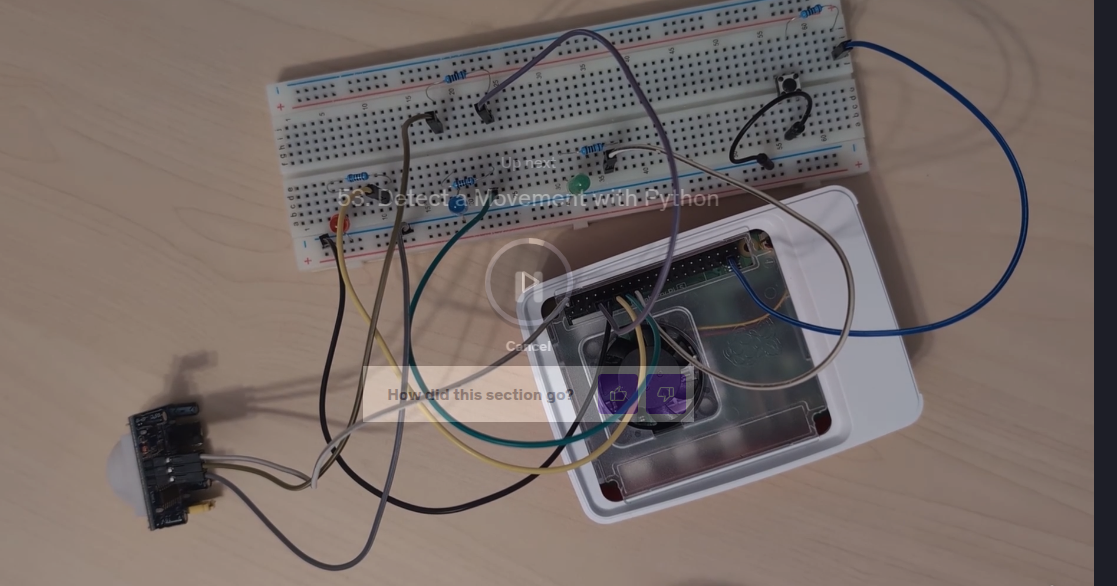 Up next
53. Detect a Movement with Python
Cancel
How did this section go?